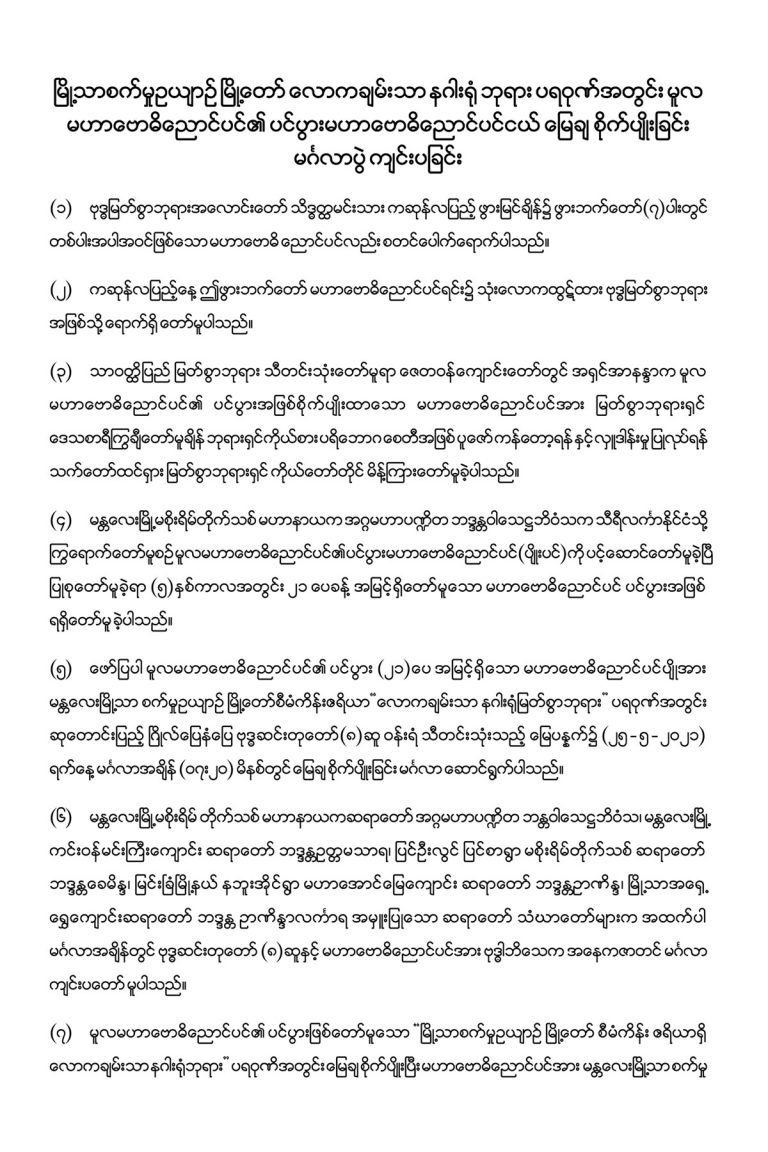 မြို့သာစက်မှုဥယျာဉ် မြို့တော် လောကချမ်းသာ နဂါးရုံ ဘုရား ပရဝုဏ်အတွင်း မူလ
မဟာဗောဓိညောင်ပင်၏ ပင်ပွားမဟာဗောဓိညောင်ပင်ငယ် မြေချ စိုက်ပျိုးခြင်း
မင်္ဂလာပွဲ ကျင်းပခြင်း
(၁) ဗုဒ္ဓမြတ်စွာဘုရားအလောင်းတော် သိဒ္ဓတ္ထမင်းသား ကဆုန်လပြည့် ဖွားမြင်ချိန်၌ ဖွားဘက်တော်(၇)ပါးတွင်
တစ်ပါးအပါအဝင်ဖြစ်သော မဟာဗောဓိ ညောင်ပင်လည်း စတင်ပေါက်ရောက်ပါသည်။
(၂) ကဆုန်လပြည့်နေ့ ဤဖွားဘက်တော် မဟာဗောဓိညောင်ပင်ရင်း၌ သုံးလောကထွဋ်ထား ဗုဒ္ဓမြတ်စွာဘုရား
အဖြစ်သို့ ရောက်ရှိ တော်မူပါသည်။
(၃) သာဝတ္ထိပြည် မြတ်စွာဘုရား သီတင်းသုံးတော်မူရာ ဇေတဝန်ကျောင်းတော်တွင် အရှင်အာနန္ဒာက မူလ
မဟာဗောဓိညောင်ပင်၏ ပင်ပွားအဖြစ်စိုက်ပျိုးထာသော မဟာဗောဓိညောင်ပင်အား မြတ်စွာဘုရားရှင်
ဒေသစာရီကြွချီတော်မူချိန် ဘုရားရှင်ကိုယ်စား ပရိဘောဂ စေတီအဖြစ် ပူဇော် ကန်တော့ရန် နှင့် လှူဒါန်းမှုပြုလုပ်ရန်
သက်တော်ထင်ရှား မြတ်စွာဘုရားရှင် ကိုယ်တော်တိုင် မိန့်ကြားတော်မူခဲ့ပါသည်။
(၄) မန္တလေးမြို့မစိုးရိမ်တိုက်သစ် မဟာနာယက အဂ္ဂမဟာပဏ္ဍိတ ဘဒ္ဒန္တဝါသေဋ္ဌဘိဝံသက သီရိလင်္ကာနိုင်ငံသို့
ကြွရောက်တော်မူစဉ်မူလမဟာဗောဓိညောင်ပင်၏ပင်ပွားမဟာဗောဓိညောင်ပင်(ပျိုးပင်)ကို ပင့်ဆောင်တော်မူခဲ့ပြီ
ပြုစုတော်မူခဲ့ရာ (၅)နှစ်ကာလအတွင်း ၂၁ ပေခန့် အမြင့်ရှိတော်မူသော မဟာဗောဓိညောင်ပင် ပင်ပွားအဖြစ်
ရရှိတော်မူ ခဲ့ပါသည်။
(၅) ဖော်ပြပါ မူလမဟာဗောဓိညောင်ပင်၏ ပင်ပွား (၂၁)ပေ အမြင့်ရှိသော မဟာဗောဓိညောင်ပင်ပျိုအား
မန္တလေးမြို့သာ စက်မှုဥယျာဉ် မြို့တော်စီမံကိန်းဧရိယာ“လောကချမ်းသာ နဂါးရုံမြတ်စွာဘုရား” ပရဝုဏ်အတွင်း
ဆုတောင်းပြည့် ဂြိုလ်ပြေနံပြေ ဗုဒ္ဓဆင်းတုတော်(၈)ဆူ ဝန်းရံ သီတင်းသုံးသည့် မြေပန္နက်၌ (၂၅-၅-၂၀၂၁)
ရက်နေ့ မင်္ဂလာအချိန် (၀၇း၂၀) မိနစ်တွင် မြေချ စိုက်ပျိုးခြင်း မင်္ဂလာ ဆောင်ရွက်ပါသည်။
(၆) မန္တလေးမြို့မစိုးရိမ် တိုက်သစ် မဟာနာယကဆရာတော် အဂ္ဂမဟာပဏ္ဍိတ ဘန္တဝါသေဋ္ဌဘိဝံသ၊ မန္တလေးမြို့
ကင်းဝန်မင်းကြီးကျောင်း ဆရာတော် ဘဒ္ဒန္တဥတ္တမသာရ၊ ပြင်ဦးလွင် ပြင်စာရွာ မစိုးရိမ်တိုက်သစ် ဆရာတော်
ဘဒ္ဒန္တခေမိန္ဒ၊ မြင်းခြံမြို့နယ် နဘူးအိုင်ရွာ မဟာအောင်မြေကျောင်း ဆရာတော် ဘဒ္ဒန္တဉာဏိန္ဒ၊ မြို့သာအရှေ့
ရွှေကျောင်းဆရာတော် ဘဒ္ဒန္တ ဉာဏိန္ဒာလင်္ကာရ အမှူးပြုသော ဆရာတော် သံဃာတော်များက အထက်ပါ
မင်္ဂလာအချိန်တွင် ဗုဒ္ဓဆင်းတုတော် (၈)ဆူနှင့် မဟာဗောဓိညောင်ပင်အား ဗုဒ္ဓါဘိသေက အနေကဇာတင် မင်္ဂလာ
ကျင်းပတော် မူပါသည်။
(၇) မူလမဟာဗောဓိညောင်ပင်၏ ပင်ပွားဖြစ်တော်မူသော “မြို့သာစက်မှုဥယျာဉ် မြို့တော် စီမံကိန်း ဧရိယာရှိ
လောကချမ်းသာ နဂါးရုံဘုရား” ပရဝုဏိအတွင်း မြေချ စိုက်ပျိုးပြီး မဟာဗောဓိညောင်ပင်အား မန္တလေးမြို့သာ စက်မှု